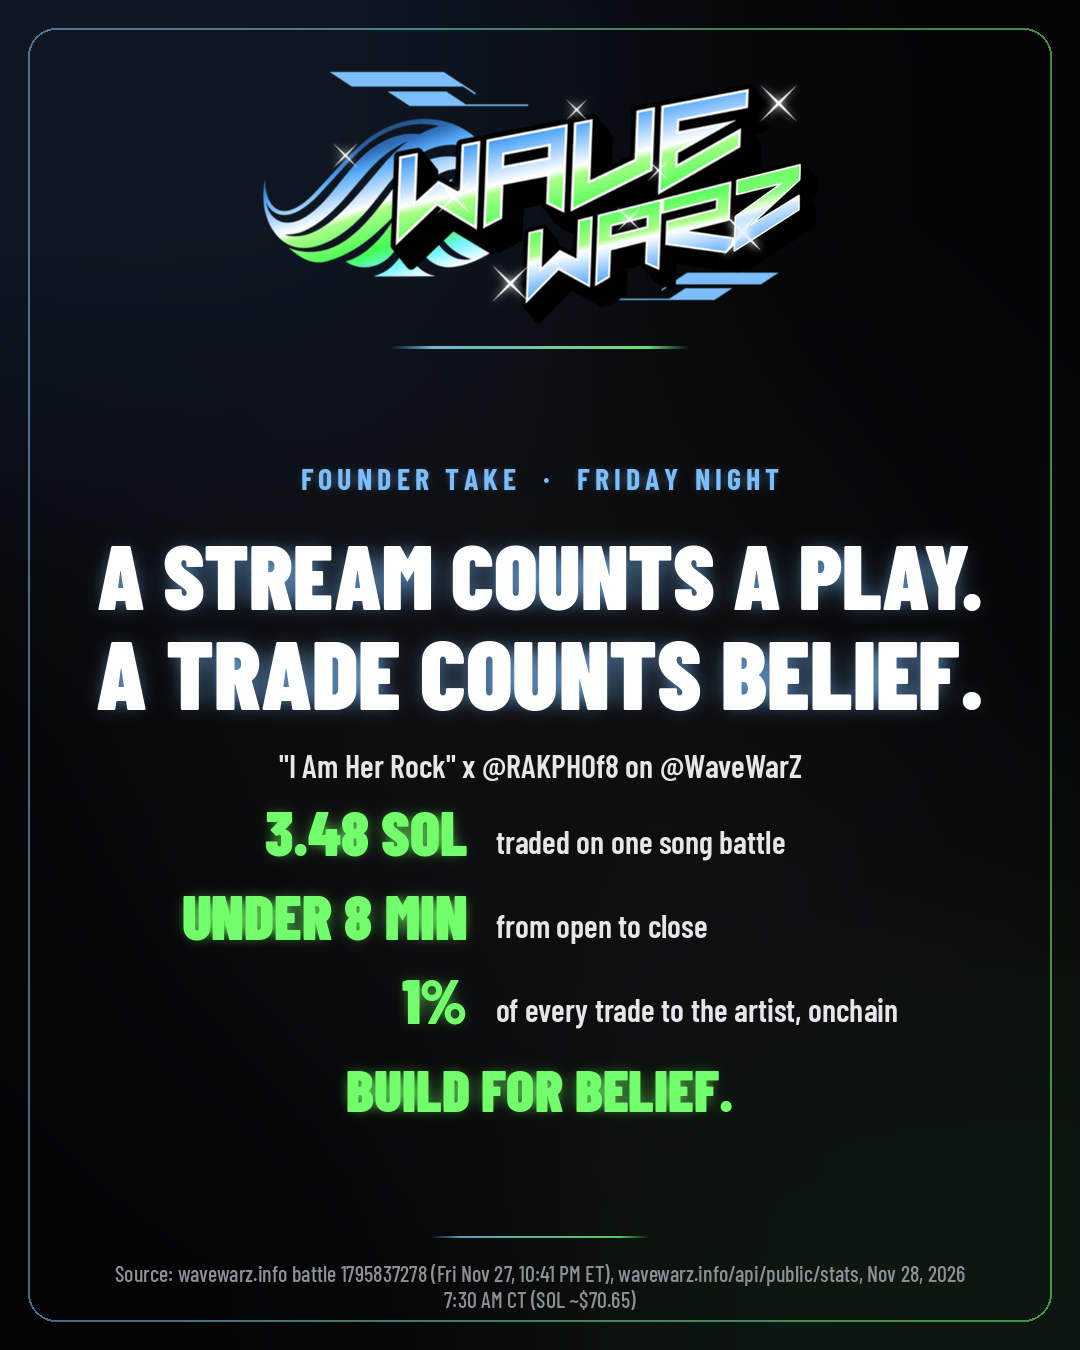 WAVE
WARZ
FOUNDER TAKE · FRIDAY NIGHT
A STREAM COUNTS A PLAY.
A TRADE COUNTS BELIEF.
"I Am Her Rock" x @RAKPHOf8 on @WaveWarZ
3.48 SOL traded on one song battle
UNDER 8 MIN from open to close
1% of every trade to the artist, onchain
BUILD FOR BELIEF.
Source: wavewarz.info battle 1795837278 (Fri Nov 27, 10:41 PM ET), wavewarz.info/api/public/stats, Nov 28, 2026
7:30 AM CT (SOL ~$70.65)